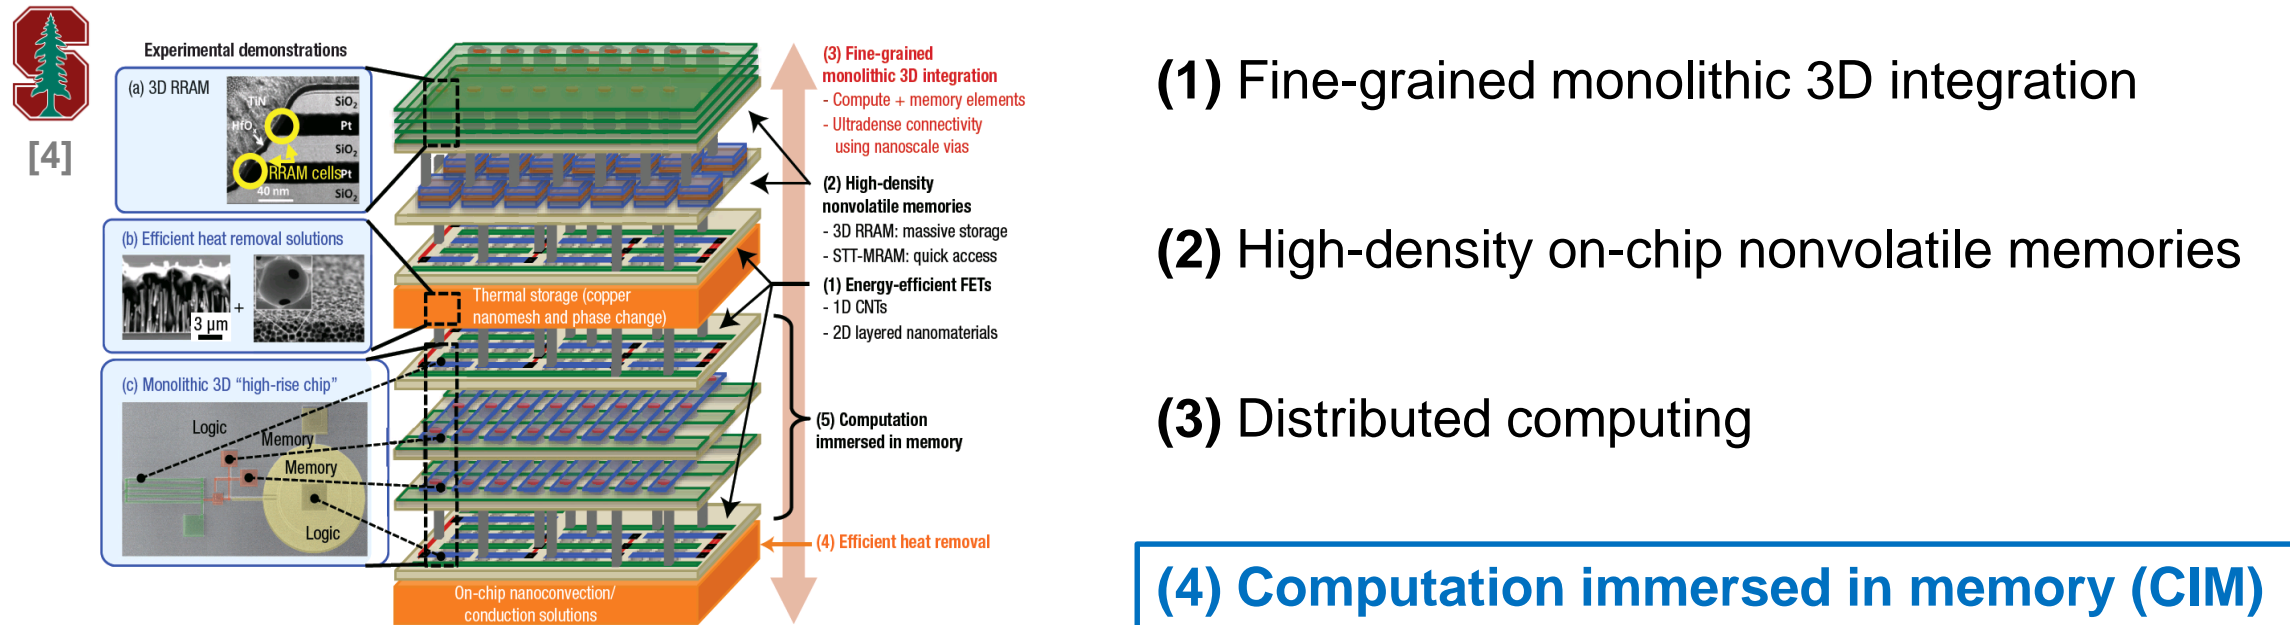 [4]
Experimental demonstrations
(a) 3D RRAM
TiN
HfOₓ
SiO₂
Pt
SiO₂
RRAM cells
Pt
40 nm
SiO₂
(b) Efficient heat removal solutions
3 µm
+
(c) Monolithic 3D “high-rise chip”
Logic
Memory
Memory
Logic
Thermal storage (copper
nanomesh and phase change)
On-chip nanoconvection/
conduction solutions
(3) Fine-grained
monolithic 3D integration
- Compute + memory elements
- Ultradense connectivity
using nanoscale vias
(2) High-density
nonvolatile memories
- 3D RRAM: massive storage
- STT-MRAM: quick access
(1) Energy-efficient FETs
- 1D CNTs
- 2D layered nanomaterials
(5) Computation
immersed in memory
(4) Efficient heat removal
(1) Fine-grained monolithic 3D integration
(2) High-density on-chip nonvolatile memories
(3) Distributed computing
(4) Computation immersed in memory (CIM)